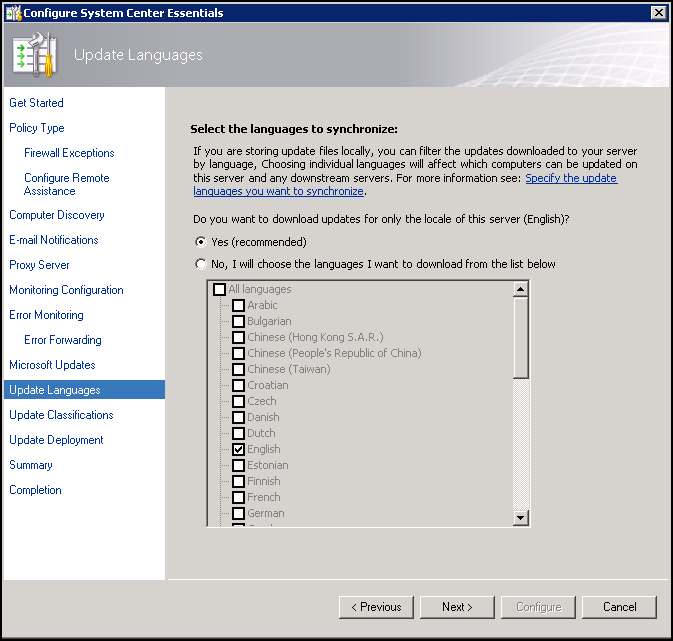 Configure System Center Essentials
Update Languages
Get Started
Policy Type
Firewall Exceptions
Configure Remote
Assistance
Computer Discovery
E-mail Notifications
Proxy Server
Monitoring Configuration
Error Monitoring
Error Forwarding
Microsoft Updates
Update Languages
Update Classifications
Update Deployment
Summary
Completion
Select the languages to synchronize:
If you are storing update files locally, you can filter the updates downloaded to your server
by language, Choosing individual languages will affect which computers can be updated on
this server and any downstream servers. For more information see: Specify the update
languages you want to synchronize.
Do you want to download updates for only the locale of this server (English)?
Yes (recommended)
No, I will choose the languages I want to download from the list below
All languages
Arabic
Bulgarian
Chinese (Hong Kong S.A.R.)
Chinese (People's Republic of China)
Chinese (Taiwan)
Croatian
Czech
Danish
Dutch
English
Estonian
Finnish
French
German
< Previous
Next >
Configure
Cancel